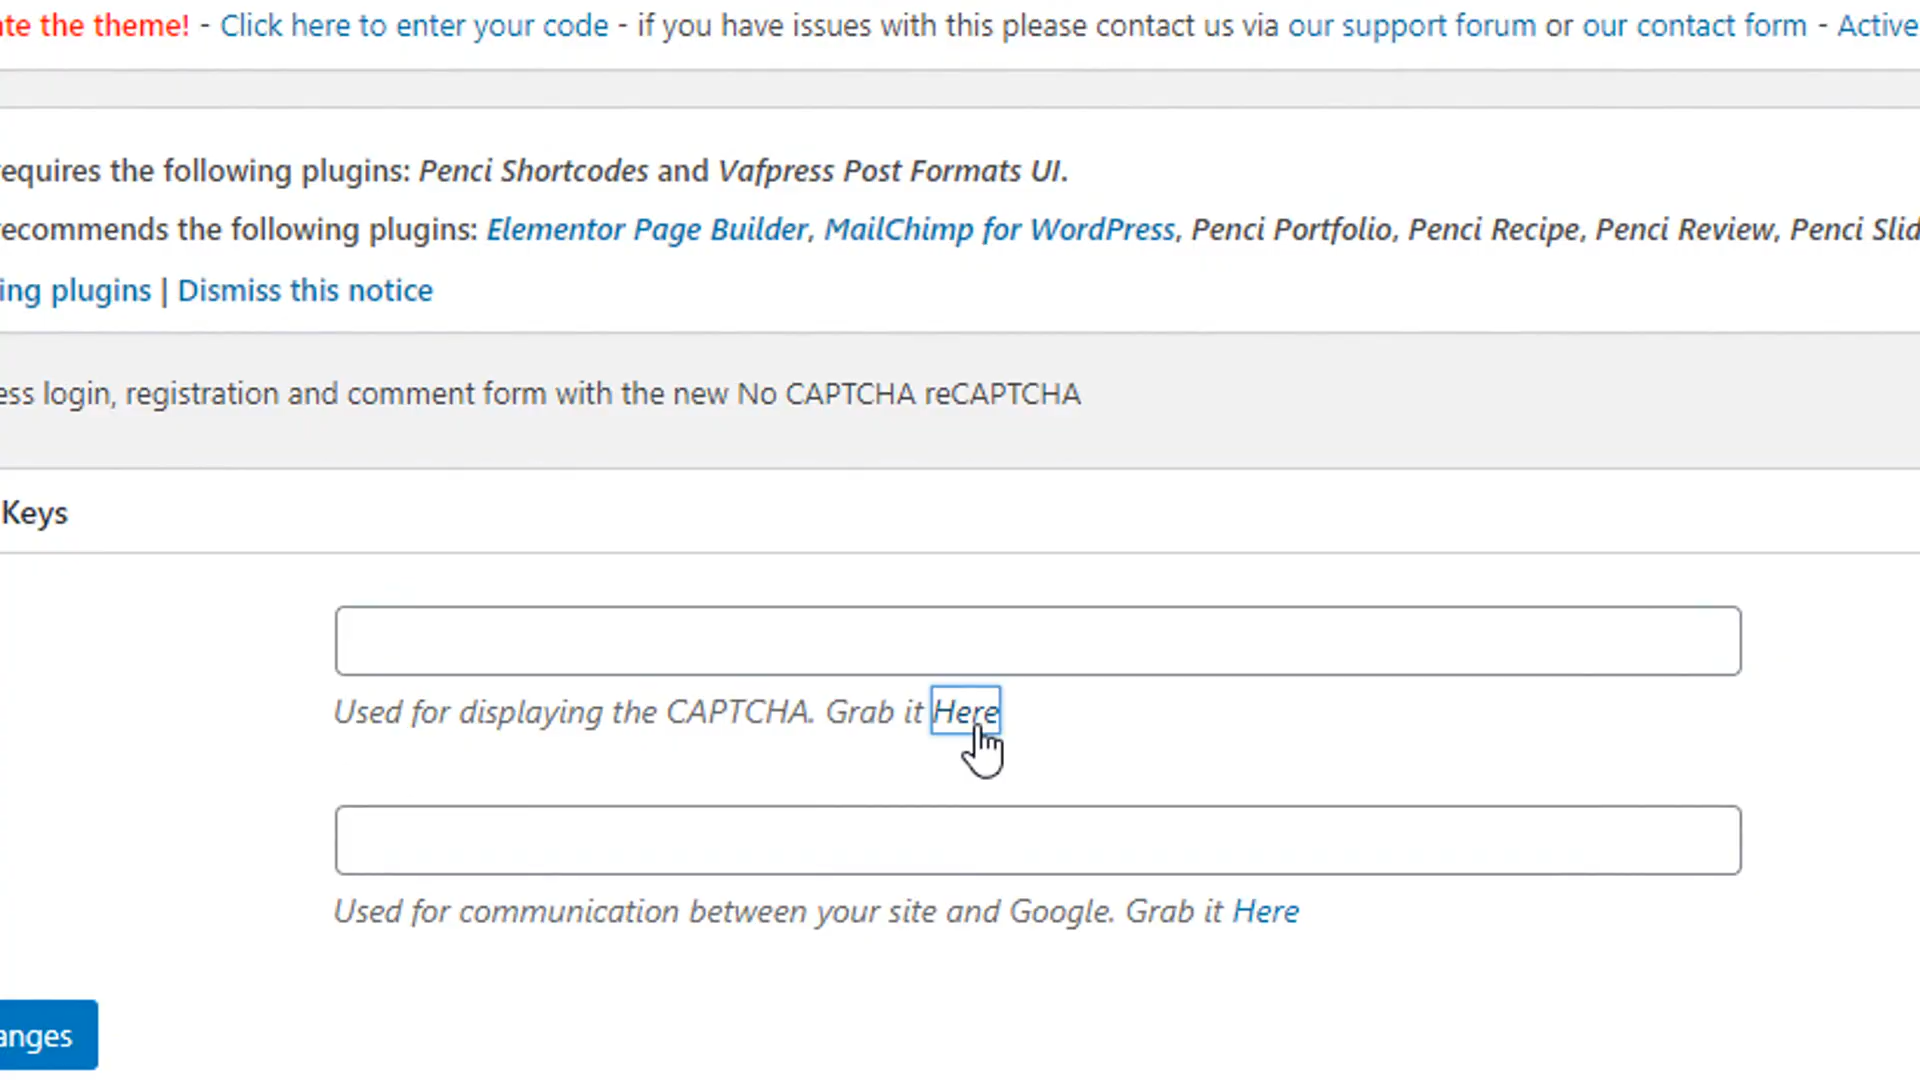 ate the theme! - Click here to enter your code - if you have issues with this please contact us via our support forum or our contact form - Active
equires the following plugins: Penci Shortcodes and Vafpress Post Formats UI.
recommends the following plugins: Elementor Page Builder, MailChimp for WordPress, Penci Portfolio, Penci Recipe, Penci Review, Penci Slid
ing plugins | Dismiss this notice
ess login, registration and comment form with the new No CAPTCHA reCAPTCHA
Keys
Used for displaying the CAPTCHA. Grab it Here
Used for communication between your site and Google. Grab it Here
anges